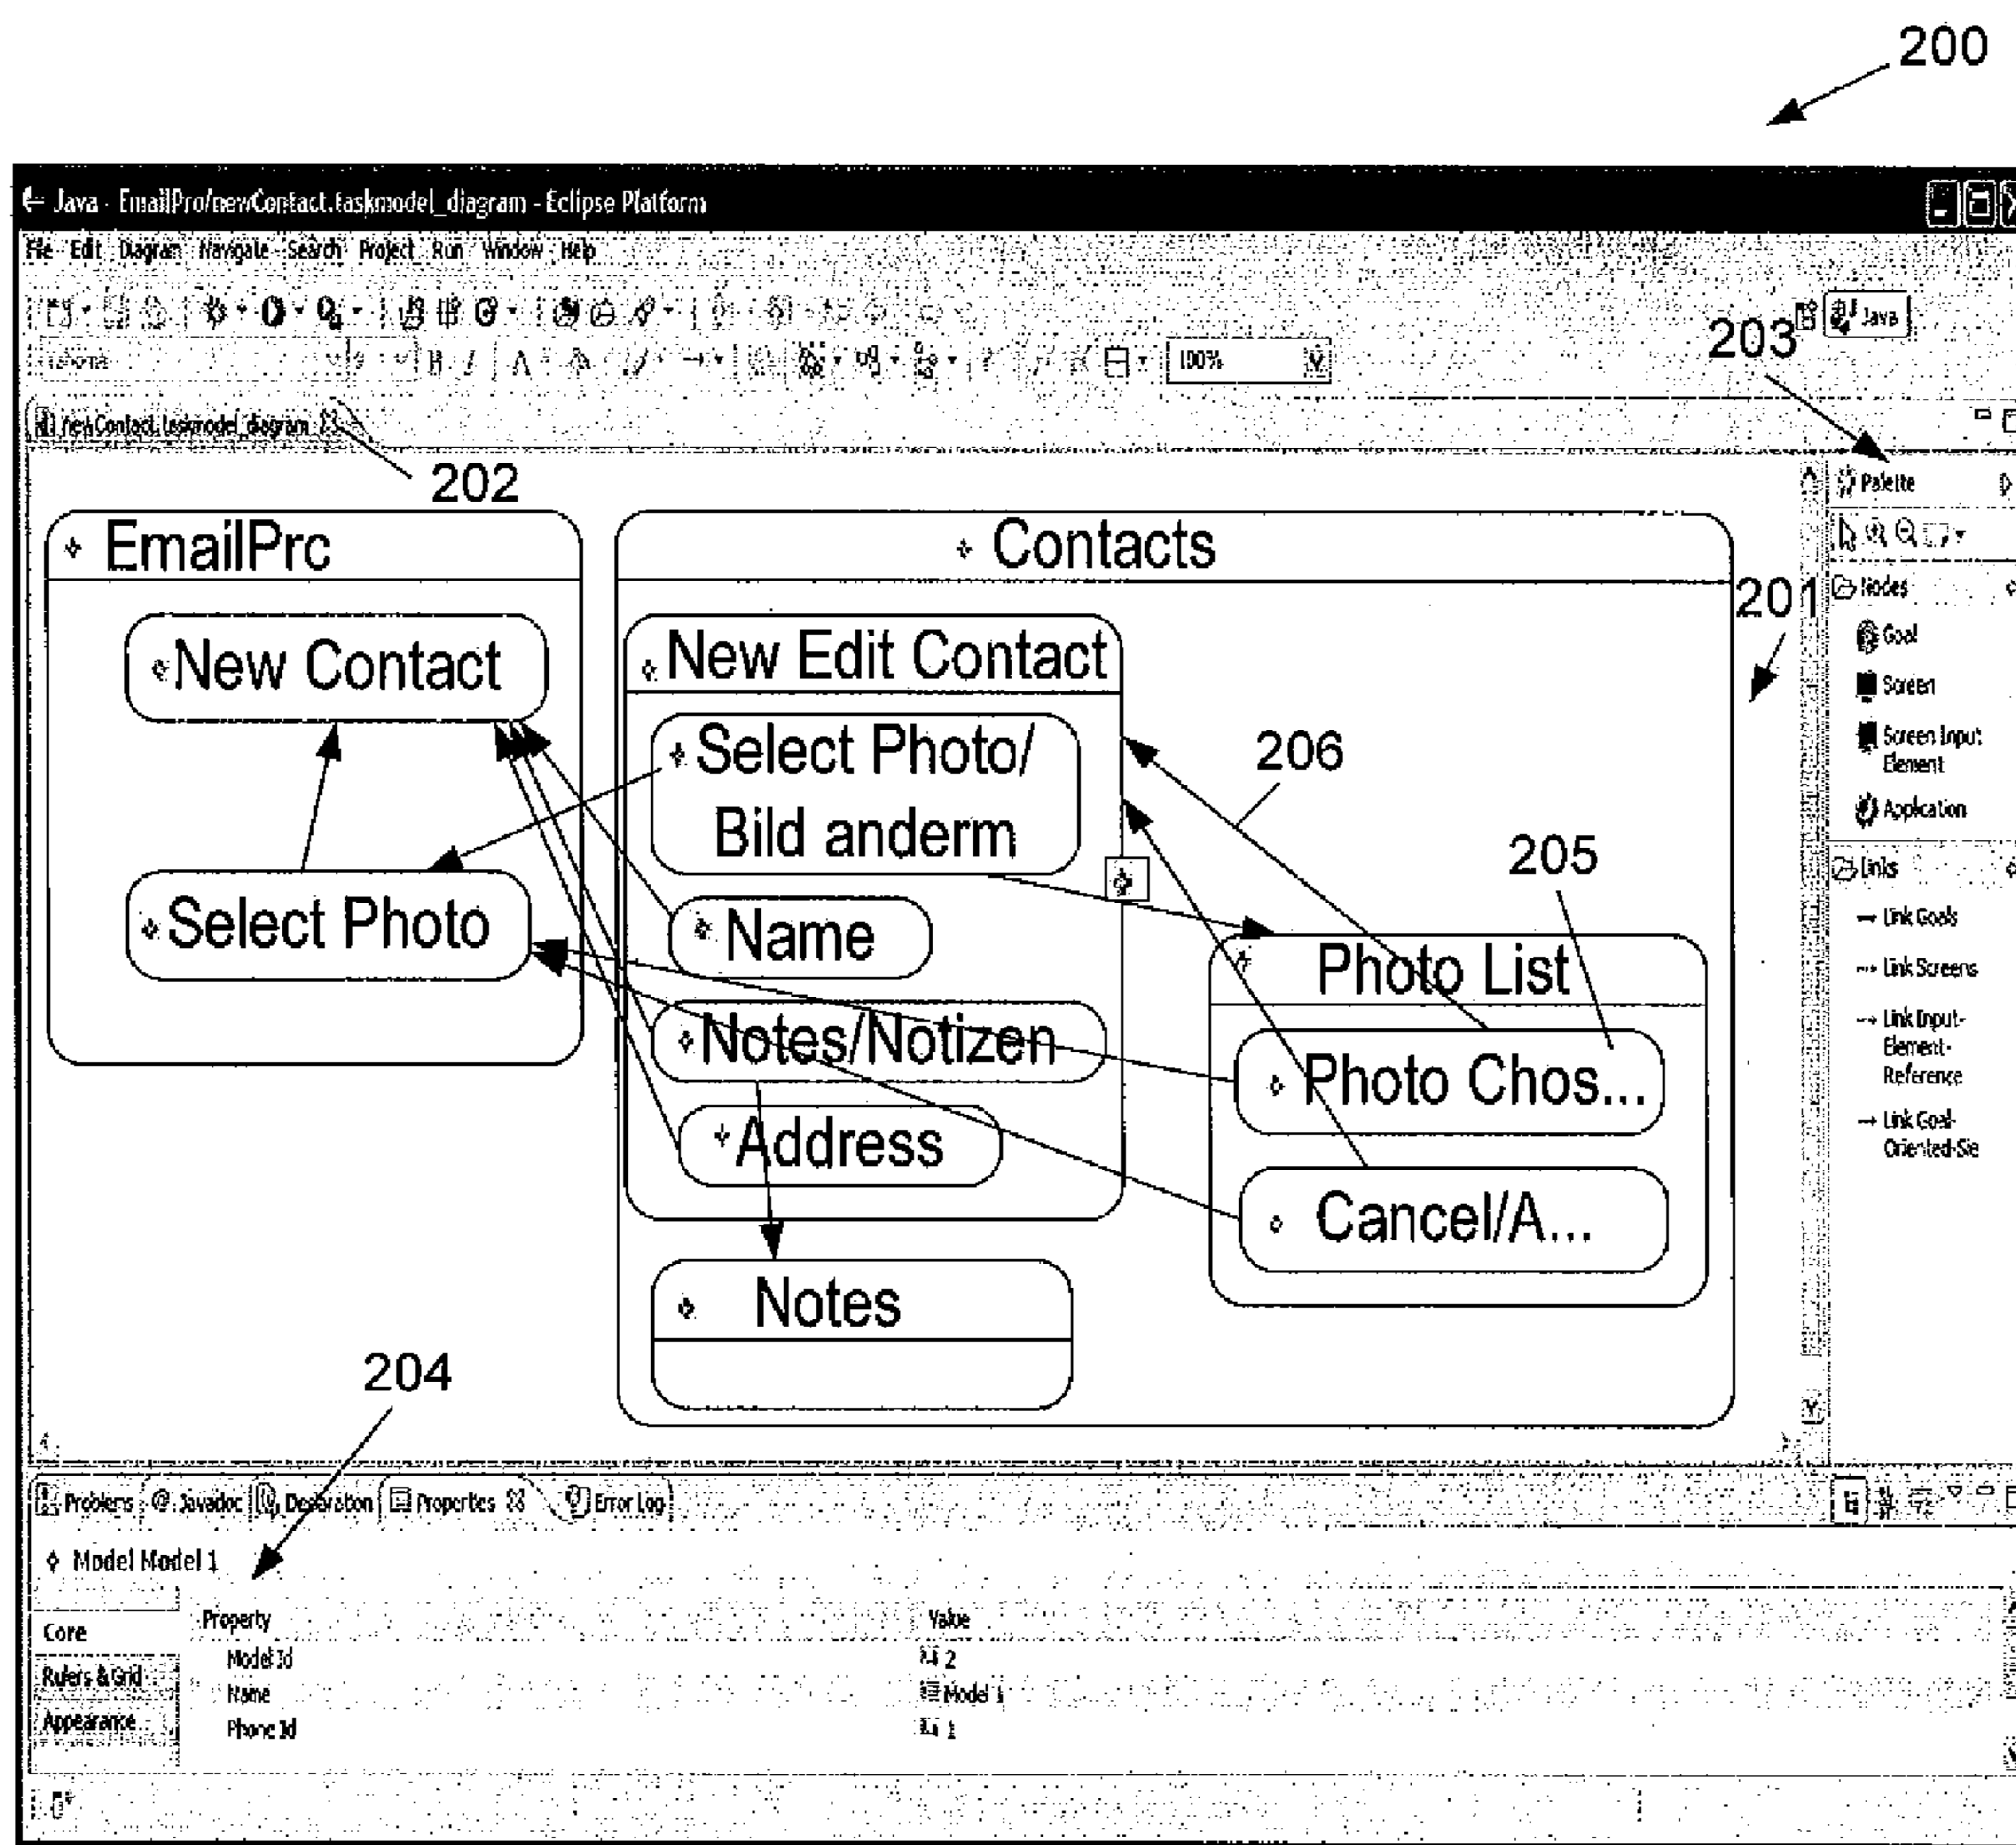 200
Java - EmailPro/newContact.taskmodel_diagram - Eclipse Platform
File Edit Diagram Navigate Search Project Run Window Help
203
Java
100%
newContact.taskmodel_diagram
202
Palette
EmailPrc
Contacts
201
Nodes
New Contact
New Edit Contact
Goal
Screen
Select Photo/
Bild anderm
206
Screen Input
Element
Application
205
Links
Select Photo
Name
Link Goals
Photo List
Link Screens
Notes/Notizen
Link Input-
Element-
Reference
Photo Chos...
Address
Link Goal-
Oriented-Sie
Cancel/A...
Notes
204
Problems @ Javadoc Declaration Properties Error Log
Model Model 1
Core
Property Value
Model Id 2
Rulers & Grid
Name Model 1
Appearance
Phone Id 1